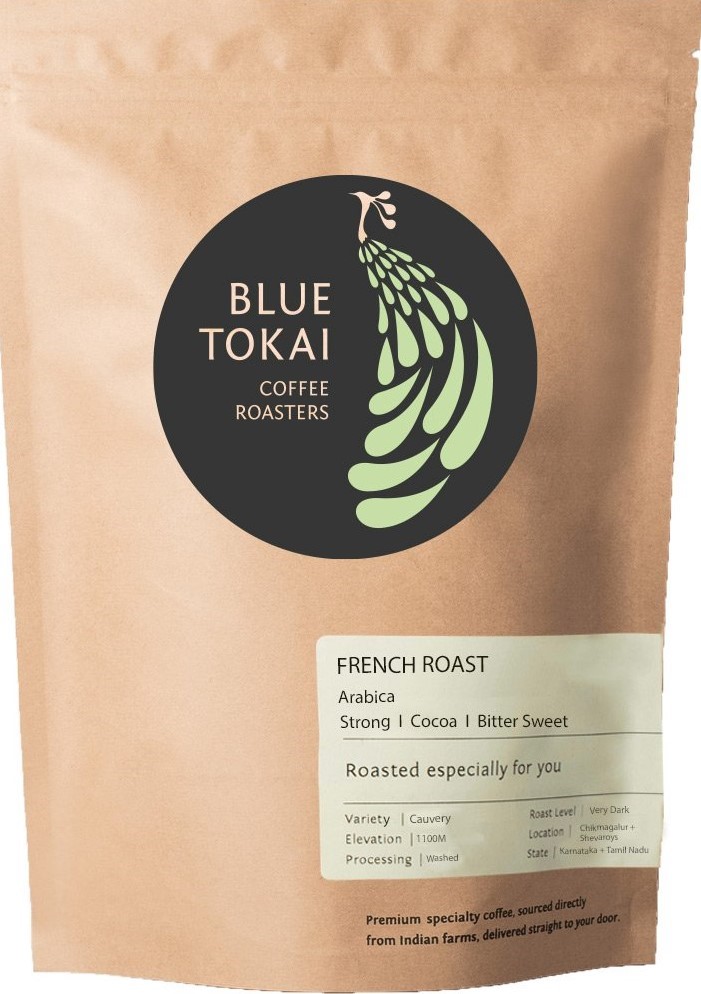 BLUE
TOKAI
COFFEE
ROASTERS
FRENCH ROAST
Arabica
Strong I Cocoa I Bitter Sweet
Roasted especially for you
Variety | Cauvery
Elevation | 1100M
Processing | Washed
Roast Level | Very Dark
Location | Chikmagalur +
Shevaroys
State | Karnataka + Tamil Nadu
Premium specialty coffee, sourced directly
from Indian farms, delivered straight to your door.